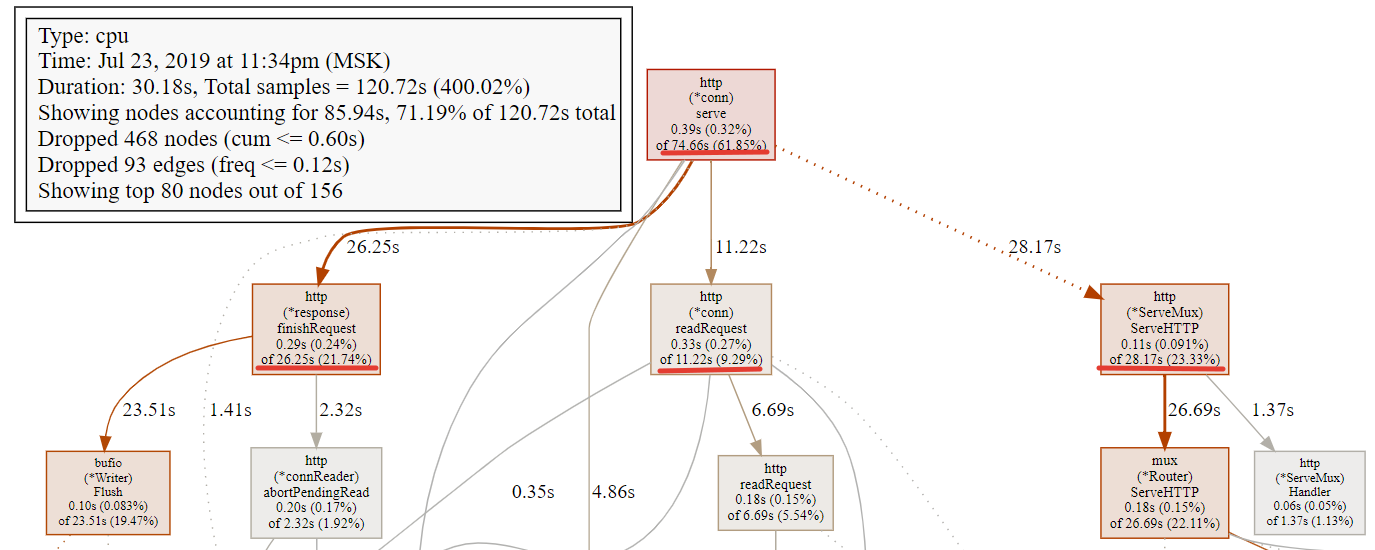 Type: cpu
Time: Jul 23, 2019 at 11:34pm (MSK)
Duration: 30.18s, Total samples = 120.72s (400.02%)
Showing nodes accounting for 85.94s, 71.19% of 120.72s total
Dropped 468 nodes (cum <= 0.60s)
Dropped 93 edges (freq <= 0.12s)
Showing top 80 nodes out of 156
http
(*conn)
serve
0.39s (0.32%)
of 74.66s (61.85%)
26.25s
11.22s
28.17s
http
(*response)
finishRequest
0.29s (0.24%)
of 26.25s (21.74%)
http
(*conn)
readRequest
0.33s (0.27%)
of 11.22s (9.29%)
http
(*ServeMux)
ServeHTTP
0.11s (0.091%)
of 28.17s (23.33%)
23.51s
1.41s
2.32s
6.69s
26.69s
1.37s
bufio
(*Writer)
Flush
0.10s (0.083%)
of 23.51s (19.47%)
http
(*connReader)
abortPendingRead
0.20s (0.17%)
of 2.32s (1.92%)
0.35s
4.86s
http
readRequest
0.18s (0.15%)
of 6.69s (5.54%)
mux
(*Router)
ServeHTTP
0.18s (0.15%)
of 26.69s (22.11%)
http
(*ServeMux)
Handler
0.06s (0.05%)
of 1.37s (1.13%)